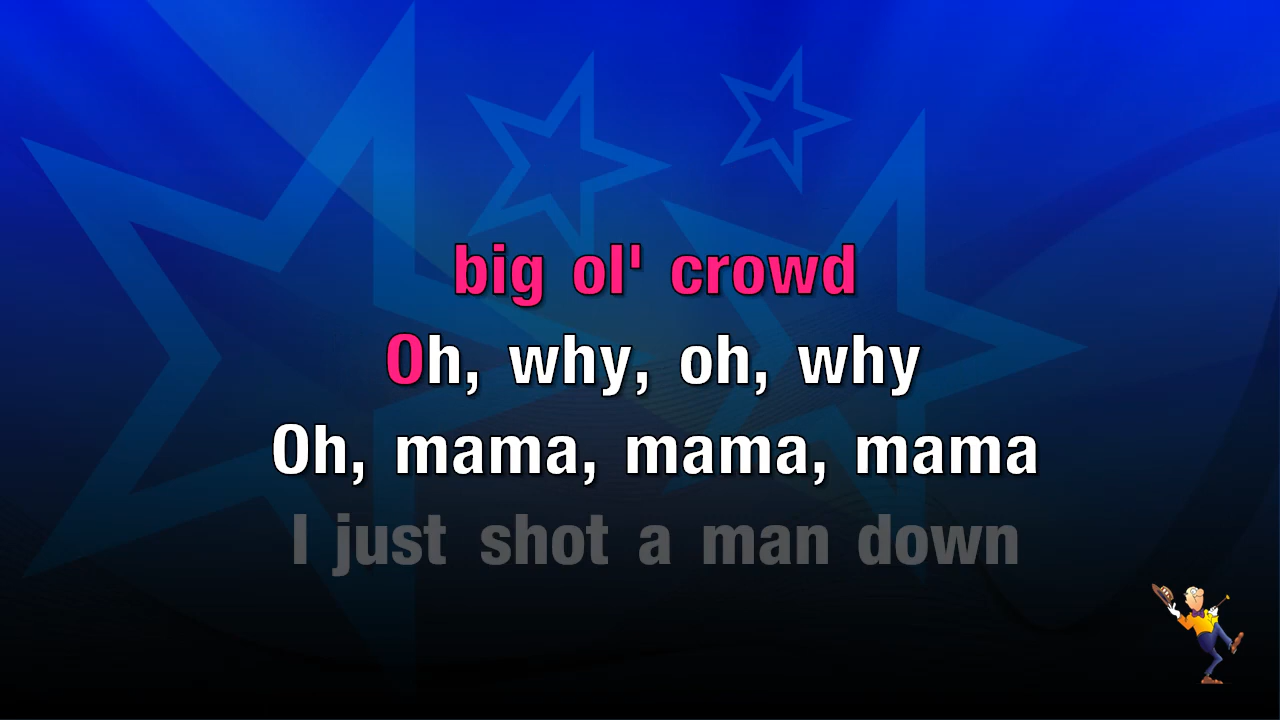 big ol' crowd
Oh, why, oh, why
Oh, mama, mama, mama
I just shot a man down